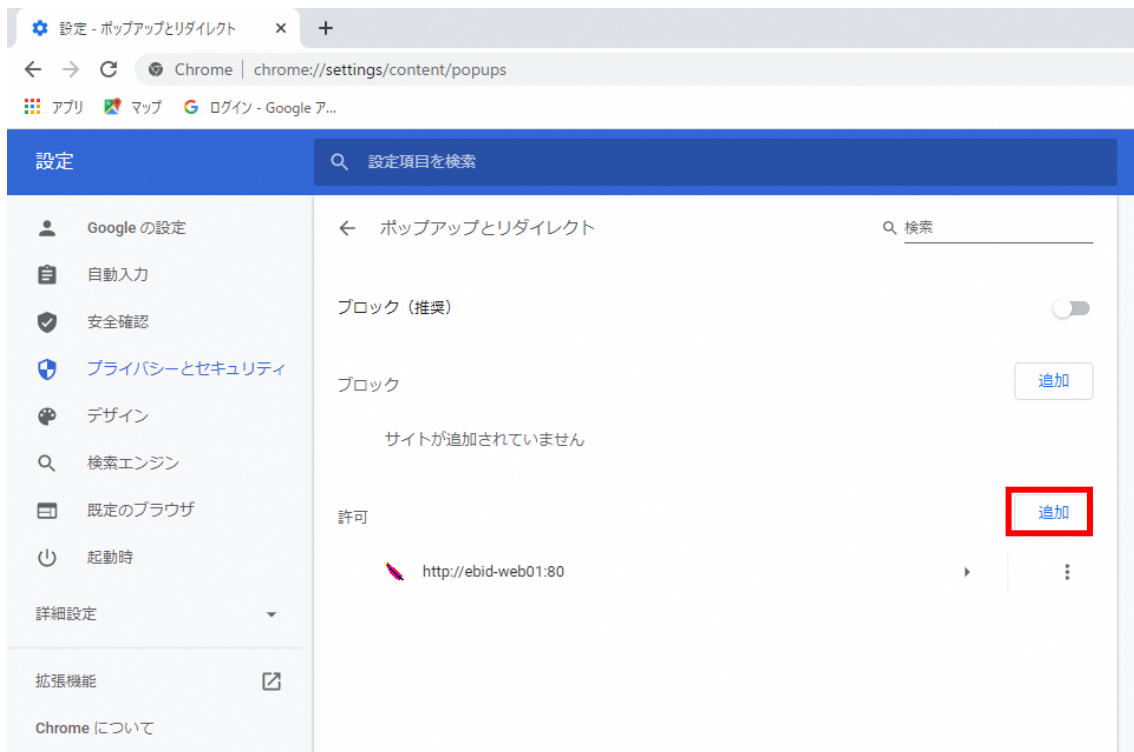 設定 - ポップアップとリダイレクト
Chrome | chrome://settings/content/popups
アプリ マップ ログイン - Google ア...
設定 設定項目を検索
Google の設定
自動入力
安全確認
プライバシーとセキュリティ
デザイン
検索エンジン
既定のブラウザ
起動時
詳細設定
拡張機能
Chrome について
ポップアップとリダイレクト 検索
ブロック（推奨）
ブロック 追加
サイトが追加されていません
許可 追加
http://ebid-web01:80